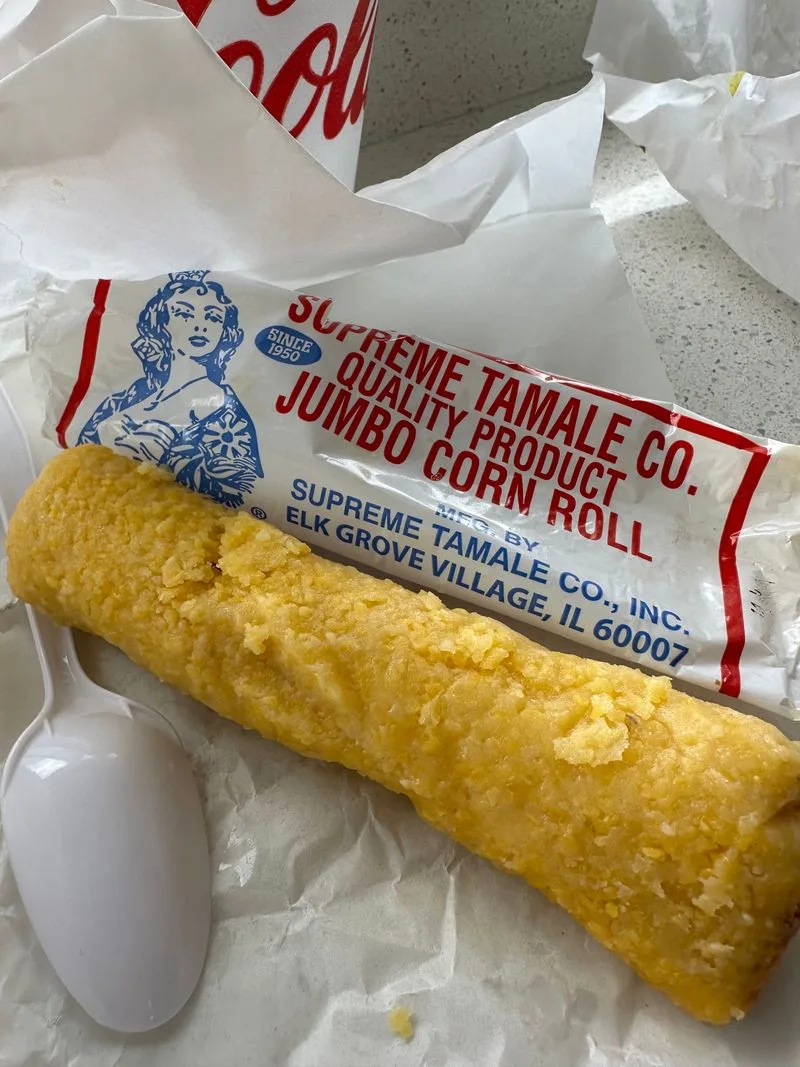 SINCE
1950
SUPREME TAMALE CO.
QUALITY PRODUCT
JUMBO CORN ROLL
®
MFG. BY
SUPREME TAMALE CO., INC.
ELK GROVE VILLAGE, IL 60007